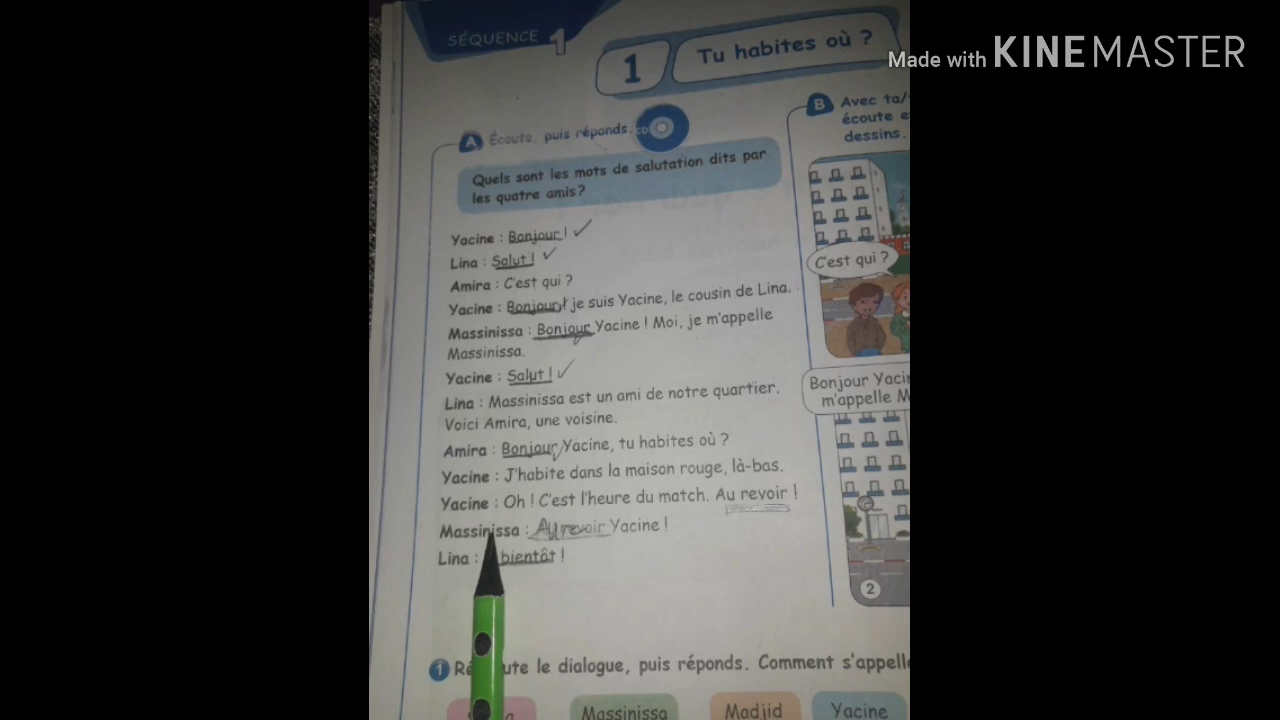 Made with KINEMASTER
SÉQUENCE 1
1 Tu habites où ?
A Écoute, puis réponds. CD
Quels sont les mots de salutation dits par
les quatre amis ?
Yacine : Bonjour !
Lina : Salut !
Amira : C'est qui ?
Yacine : Bonjour ! je suis Yacine, le cousin de Lina.
Massinissa : Bonjour Yacine ! Moi, je m'appelle
Massinissa.
Yacine : Salut !
Lina : Massinissa est un ami de notre quartier.
Voici Amira, une voisine.
Amira : Bonjour Yacine, tu habites où ?
Yacine : J'habite dans la maison rouge, là-bas.
Yacine : Oh ! C'est l'heure du match. Au revoir !
Massinissa : Au revoir Yacine !
Lina : bientôt !
1 le dialogue, puis réponds. Comment
Massinissa Madjid Yacine
B Avec ta/
écoute
dessins.
C'est qui ?
Bonjour
m'appelle
2